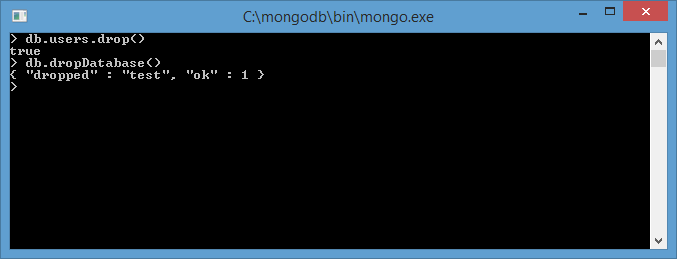 C:\mongodb\bin\mongo.exe
> db.users.drop()
true
> db.dropDatabase()
{ "dropped" : "test", "ok" : 1 }
>